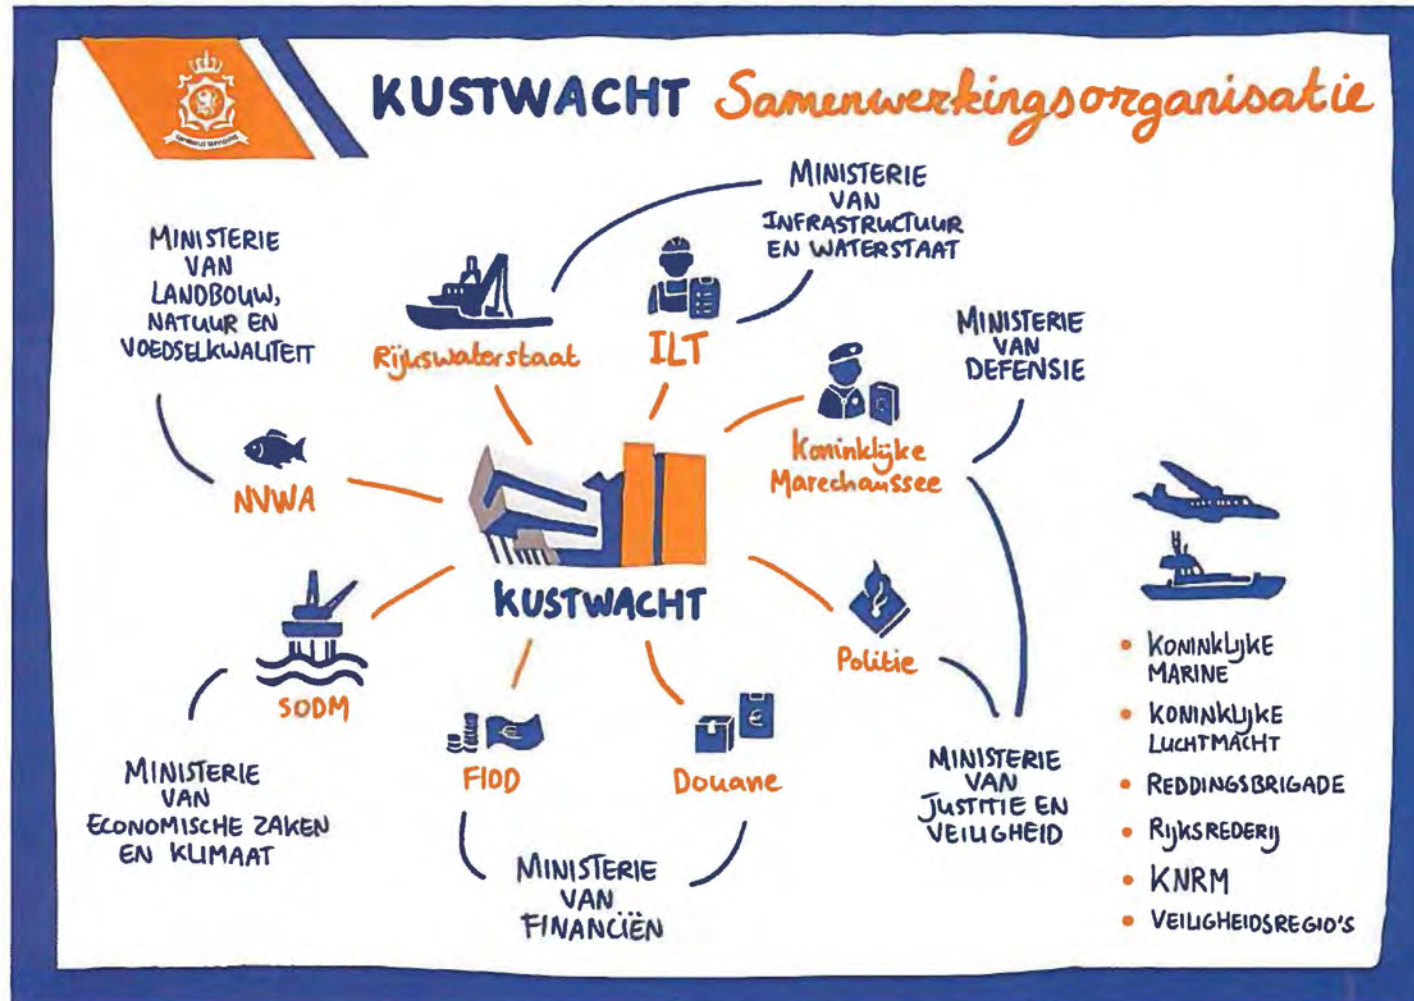 KUSTWACHT Samenwerkingsorganisatie
MINISTERIE
VAN
INFRASTRUCTUUR
EN WATERSTAAT
MINISTERIE
VAN
LANDBOUW,
NATUUR EN
VOEDSELKWALITEIT
Rijkswaterstaat
ILT
MINISTERIE
VAN
DEFENSIE
Koninklijke
Marechaussee
NVWA
KUSTWACHT
Politie
SODM
FIOD
Douane
MINISTERIE
VAN
ECONOMISCHE ZAKEN
EN KLIMAAT
MINISTERIE
VAN
FINANCIËN
MINISTERIE
VAN
JUSTITIE EN
VEILIGHEID
• KONINKLIJKE
MARINE
• KONINKLIJKE
LUCHTMACHT
• REDDINGSBRIGADE
• RIJKSREDERIJ
• KNRM
• VEILIGHEIDSREGIO'S